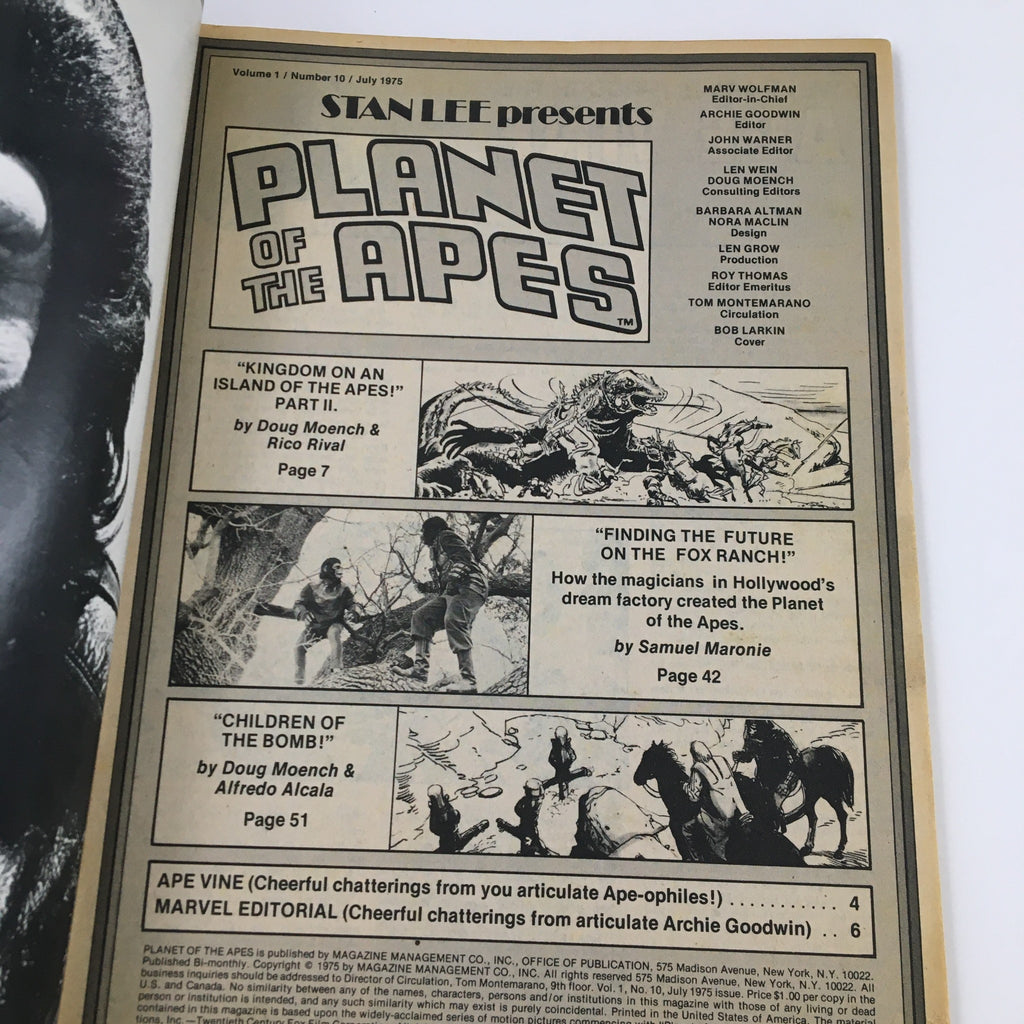 Volume 1 / Number 10 / July 1975
STAN LEE presents
PLANET
OF
THE APES
TM
MARV WOLFMAN
Editor-in-Chief
ARCHIE GOODWIN
Editor
JOHN WARNER
Associate Editor
LEN WEIN
DOUG MOENCH
Consulting Editors
BARBARA ALTMAN
NORA MACLIN
Design
LEN GROW
Production
ROY THOMAS
Editor Emeritus
TOM MONTEMARANO
Circulation
BOB LARKIN
Cover
“KINGDOM ON AN
ISLAND OF THE APES!”
PART II.
by Doug Moench &
Rico Rival
Page 7
“FINDING THE FUTURE
ON THE FOX RANCH!”
How the magicians in Hollywood’s
dream factory created the Planet
of the Apes.
by Samuel Maronie
Page 42
“CHILDREN OF
THE BOMB!”
by Doug Moench &
Alfredo Alcala
Page 51
APE VINE (Cheerful chatterings from you articulate Ape-ophiles!) . . . . . . . . . . . 4
MARVEL EDITORIAL (Cheerful chatterings from articulate Archie Goodwin) . . 6
PLANET OF THE APES is published by MAGAZINE MANAGEMENT CO., INC., OFFICE OF PUBLICATION, 575 Madison Avenue, New York, N.Y. 10022.
Published Bi-monthly. Copyright © 1975 by MAGAZINE MANAGEMENT CO., INC. All rights reserved 575 Madison Avenue, New York, N.Y. 10022. All
business inquiries should be addressed to Director of Circulation, Tom Montemarano, 9th floor. Vol. 1, No. 10, July 1975 issue. Price $1.00 per copy in the
U.S. and Canada. No similarity between any of the names, characters, persons and/or institutions in this magazine with those of any living or dead
person or institution is intended, and any such similarity which may exist is purely coincidental. Printed in the United States of America. The material
contained in this magazine is based upon the widely-acclaimed series of motion pictures commencing with
tions, Inc.—Twentieth Century Fox Film